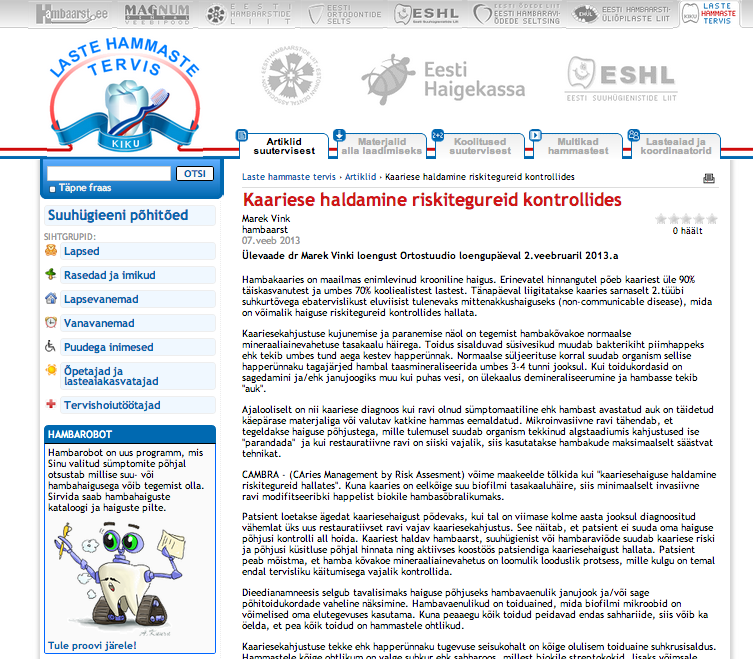 Hambaarst.ee
MAGNUM
DENTAL
VEEBIPOOD
EESTI
HAMBAARSTIDE
LIIT
EESTI
ORTODONTIDE
SELTS
ESHL
EESTI ÕDEDE LIIT
EESTI HAMBARAVI-
ÕDEDE SELTSING
EESTI HAMBAARSTI-
ÜLIÕPILASTE LIIT
KIKU
LASTE
HAMMASTE
TERVIS
LASTE HAMMASTE
TERVIS
KIKU
Eesti
Haigekassa
ESHL
EESTI SUUHÜGIENISTIDE LIIT
Artiklid
suutervisest
Materjalid
alla laadimiseks
Koolitused
suutervisest
Multikad
hammastest
Lasteaiad ja
koordinaatorid
OTSI
Täpne fraas
Suuhügieeni põhitõed
SIHTGRUPID:
Lapsed
Rasedad ja imikud
Lapsevanemad
Vanavanemad
Puudega inimesed
Õpetajad ja
lasteaiakasvatajad
Tervishoiutöötajad
HAMBAROBOT
Hambarobot on uus programm, mis
Sinu valitud sümptomite põhjal
otsustab millise suu- või
hambahaigusega võib tegemist olla.
Sirvida saab hambahaiguste
kataloogi ja haiguste pilte.
A.Kaura
Tule proovi järele!
Laste hammaste tervis › Artiklid › Kaariese haldamine riskitegureid kontrollides
Kaariese haldamine riskitegureid kontrollides
Marek Vink
hambaarst
07.veeb 2013
0 häält
Ülevaade dr Marek Vinki loengust Ortostuudio loengupäeval 2.veebruaril 2013.a
Hambakaaries on maailmas enimlevinud krooniline haigus. Erinevatel hinnangutel põeb kaariest üle 90%
täiskasvanutest ja umbes 70% kooliealistest lastest. Tänapäeval liigitatakse kaaries sarnaselt 2.tüübi
suhkurtõvega ebatervislikust eluviisist tulenevaks mittenakkushaiguseks (non-communicable disease), mida
on võimalik haiguse riskitegureid kontrollides hallata.
Kaariesekahjustuse kujunemise ja paranemise näol on tegemist hambakõvakoe normaalse
mineraaliainevahetuse tasakaalu häirega. Toidus sisalduvad süsivesikud muudab bakterikiht piimhappeks
ehk tekib umbes tund aega kestev happerünnak. Normaalse süljeerituse korral suudab organism sellise
happerünnaku tagajärjed hambal taasmineraliseerida umbes 3-4 tunni jooksul. Kui toidukordasid on
sagedamini ja/ehk janujoogiks muu kui puhas vesi, on ülekaalus demineraliseerumine ja hambasse tekib
"auk".
Ajalooliselt on nii kaariese diagnoos kui ravi olnud sümptomaatiline ehk hambast avastatud auk on täidetud
käepärase materjaliga või valutav katkine hammas eemaldatud. Mikroinvasiivne ravi tähendab, et
tegeldakse haiguse põhjustega, mille tulemusel suudab organism tekkinud algstaadiumis kahjustused ise
"parandada" ja kui restauratiivne ravi on siiski vajalik, siis kasutatakse hambakude maksimaalselt säästvat
tehnikat.
CAMBRA - (CAries Management by Risk Assesment) võime maakeelde tõlkida kui "kaariesehaiguse haldamine
riskitegureid hallates". Kuna kaaries on eelkõige suu biofilmi tasakaaluhäire, siis minimaalselt invasiivne
ravi modifitseeribki happelist biokile hambasõbralikumaks.
Patsient loetakse ägedat kaariesehaigust põdevaks, kui tal on viimase kolme aasta jooksul diagnoositud
vähemlat üks uus restauratiivset ravi vajav kaariesekahjustus. See näitab, et patsient ei suuda oma haiguse
põhjusi kontrolli all hoida. Kaariest haldav hambaarst, suuhügienist või hambaraviõde suudab kaariese riski
ja põhjusi küsitluse põhjal hinnata ning aktiivses koostöös patsiendiga kaariesehaigust hallata. Patsient
peab mõistma, et hamba kõvakoe mineraalainevahetus on loomulik looduslik protsess, mille kulgu on temal
endal tervisliku käitumisega vajalik kontrollida.
Dieedianamneesis selgub tavalisimaks haiguse põhjuseks hambavaenulik janujook ja/või sage
põhitoidukordade vaheline näksimine. Hambavaenulikud on toiduained, mida biofilmi mikroobid on
võimelised oma elutegevuses kasutama. Kuna peaaegu kõik toidud peidavad endas sahhariide, siis võib ka
öelda, et pea kõik toidud on hammastele ohtlikud.
Kaariesekahjustuse tekke ehk happerünnaku tugevuse seisukohalt on kõige olulisem toiduaine suhkrusisaldus.
Hammastele kõige ohtlikum on valge suhkur ehk sahharoos, millest biokile streptokokid, lisaks võimsale